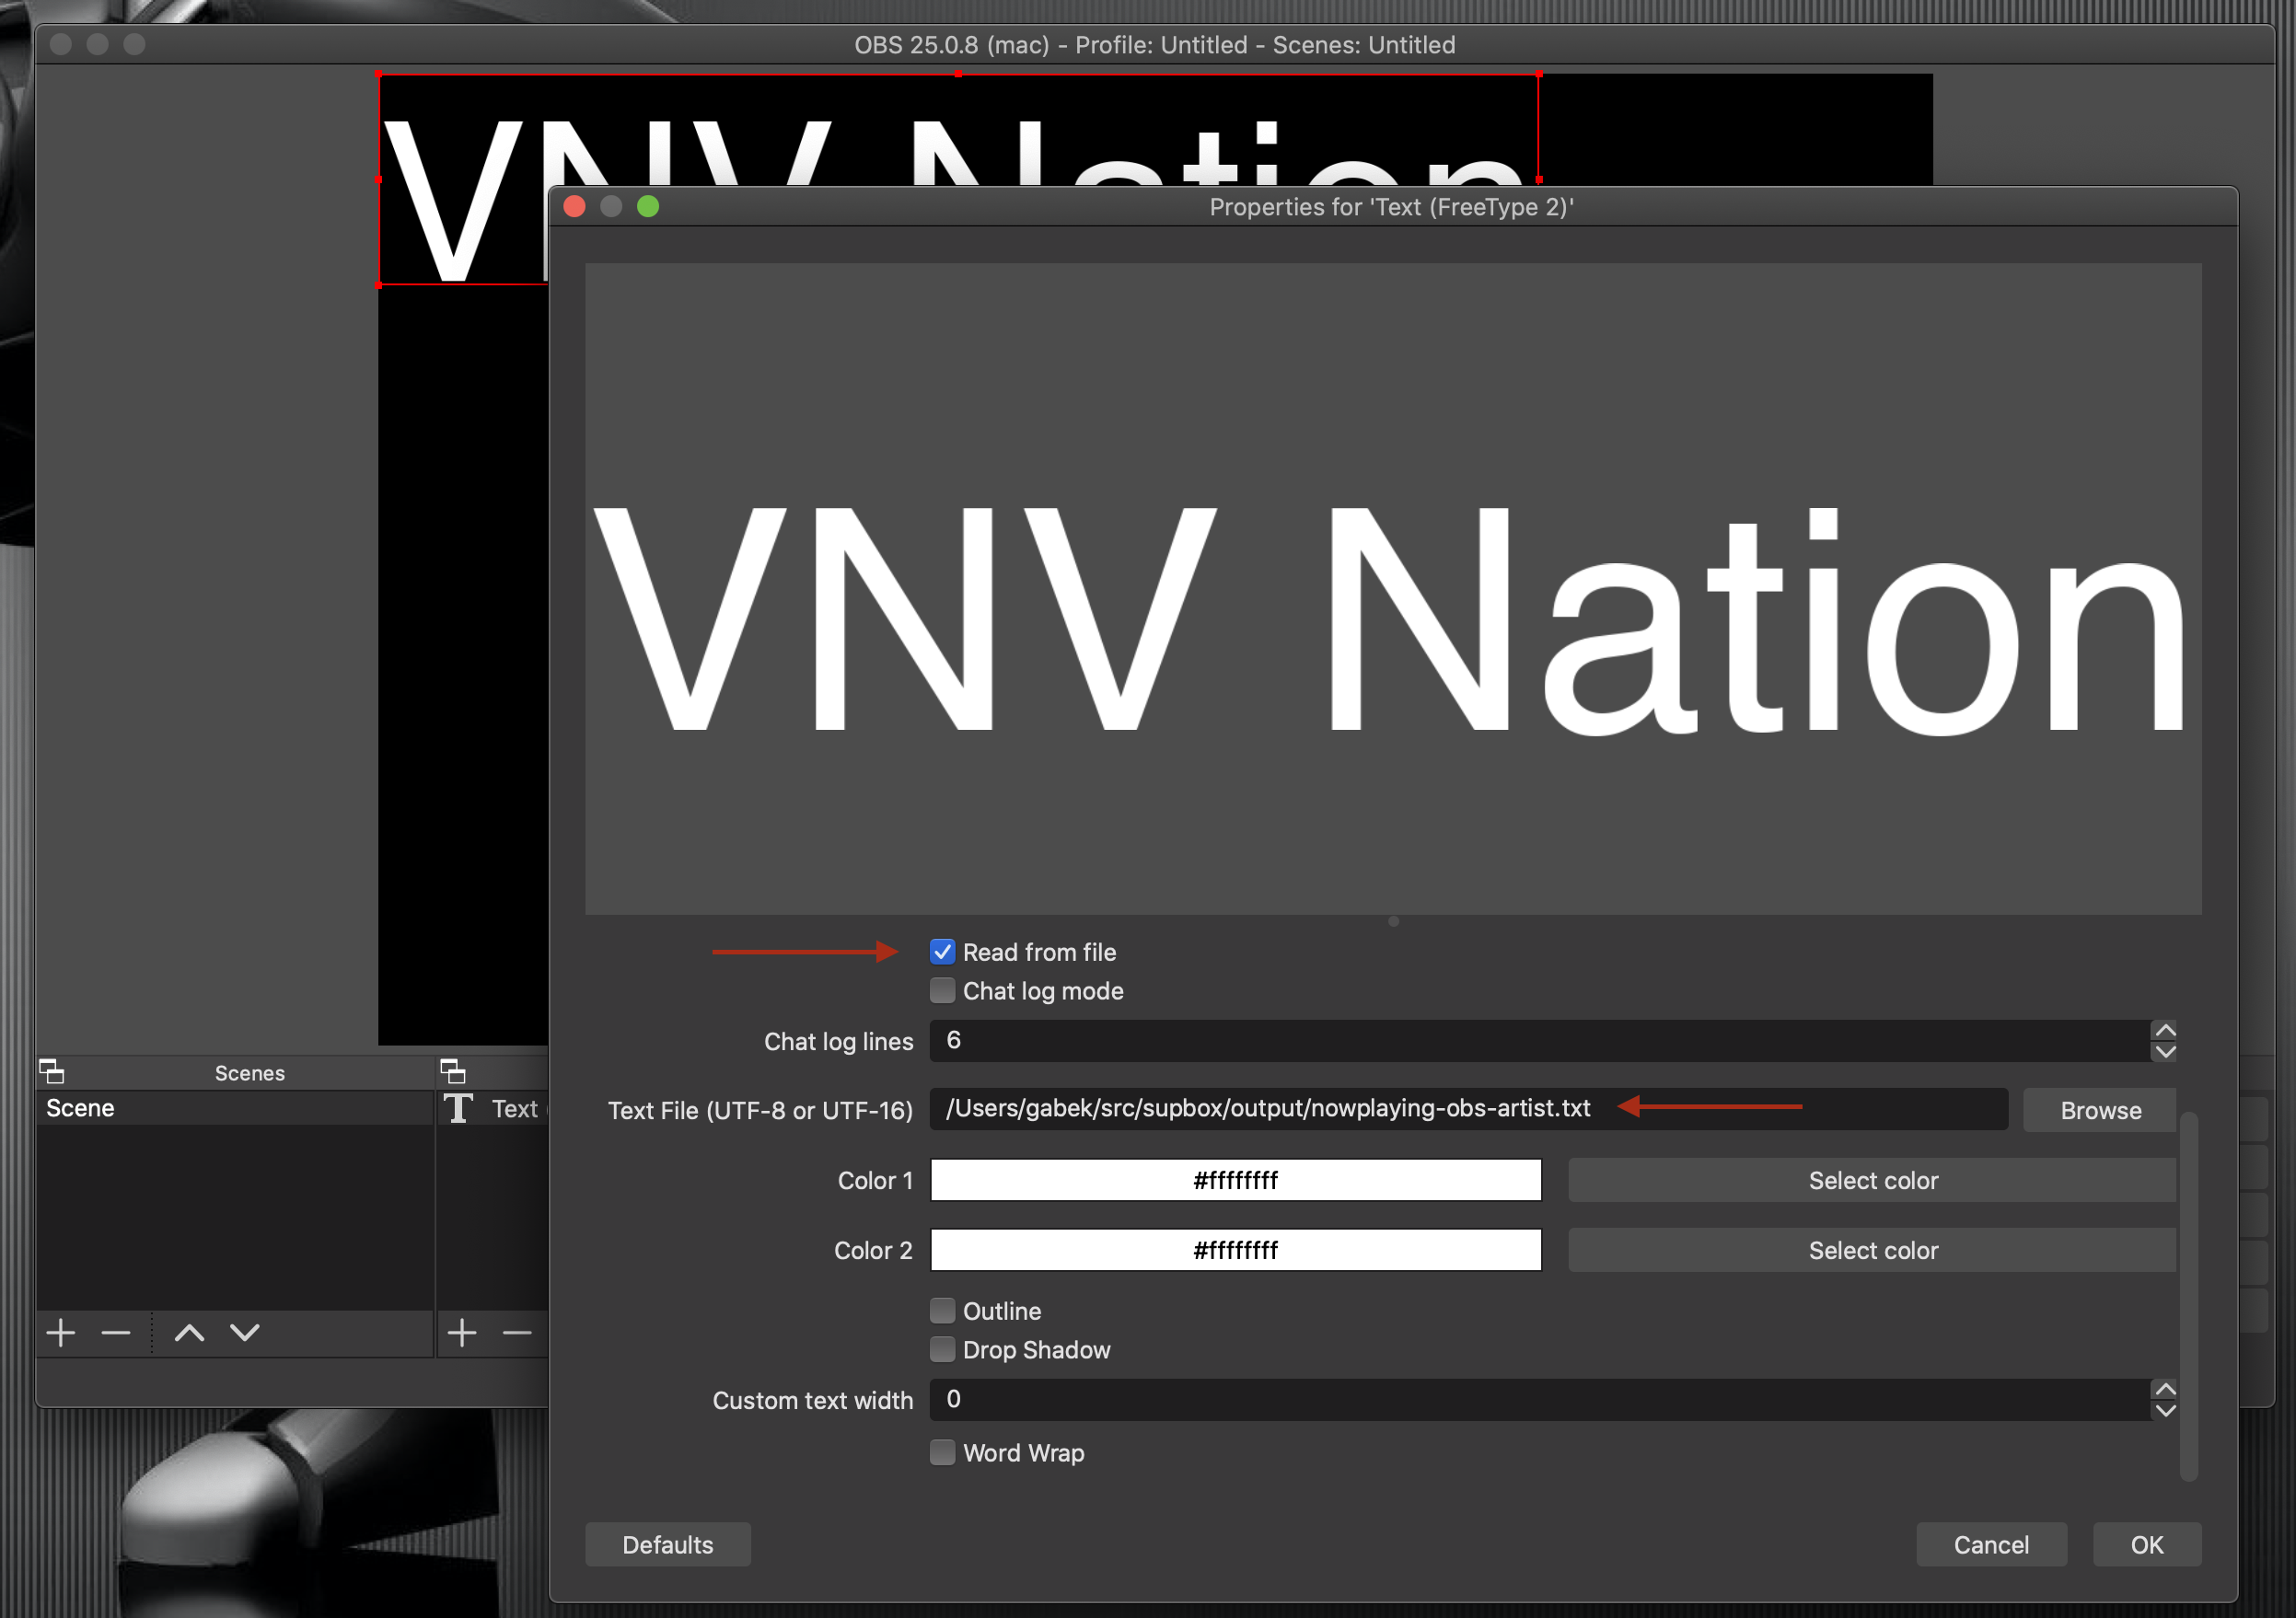 OBS 25.0.8 (mac) - Profile: Untitled - Scenes: Untitled
VNV Nation
Properties for 'Text (FreeType 2)'
VNV Nation
Read from file
Chat log mode
Chat log lines 6
Text File (UTF-8 or UTF-16) /Users/gabek/src/supbox/output/nowplaying-obs-artist.txt Browse
Color 1 #ffffffff Select color
Color 2 #ffffffff Select color
Outline
Drop Shadow
Custom text width 0
Word Wrap
Defaults Cancel OK
Scenes
Scene
T Text (